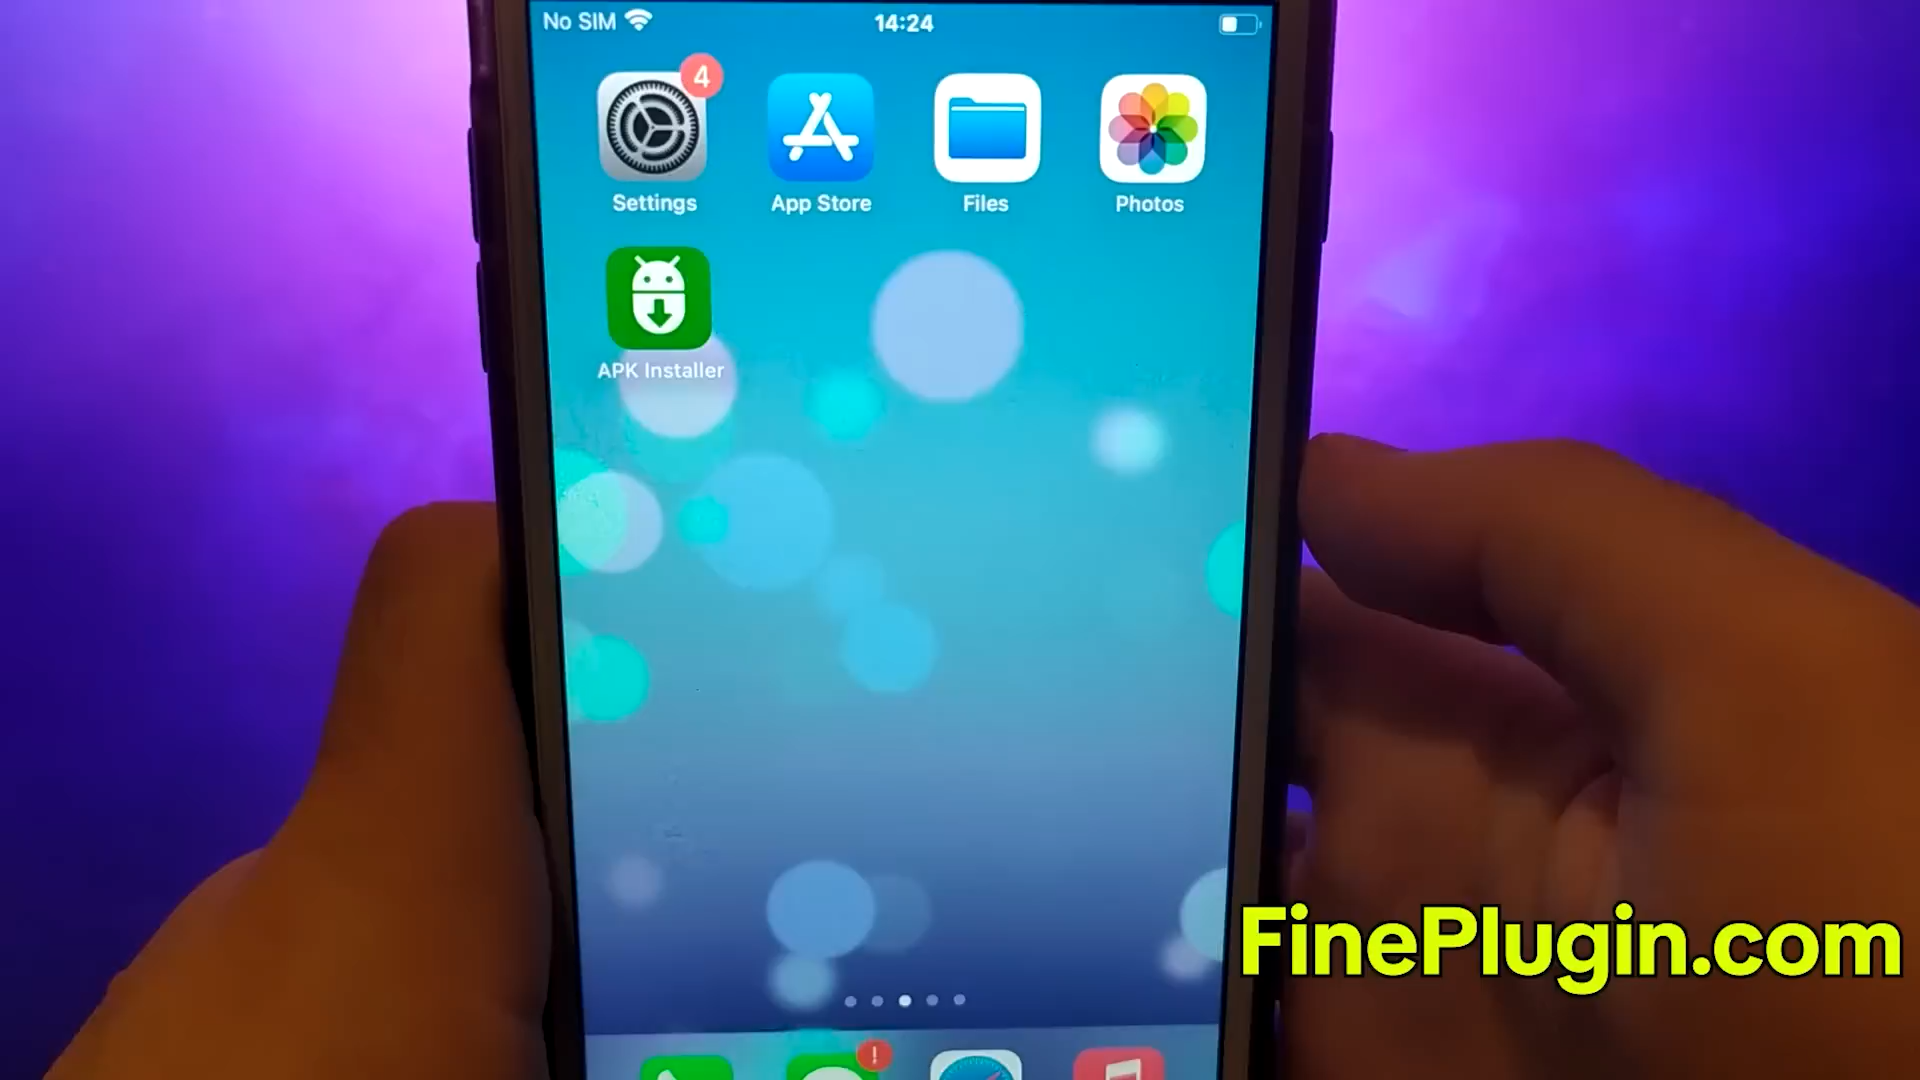 No SIM 14:24
4
Settings App Store Files Photos
APK Installer
!
FinePlugin.com